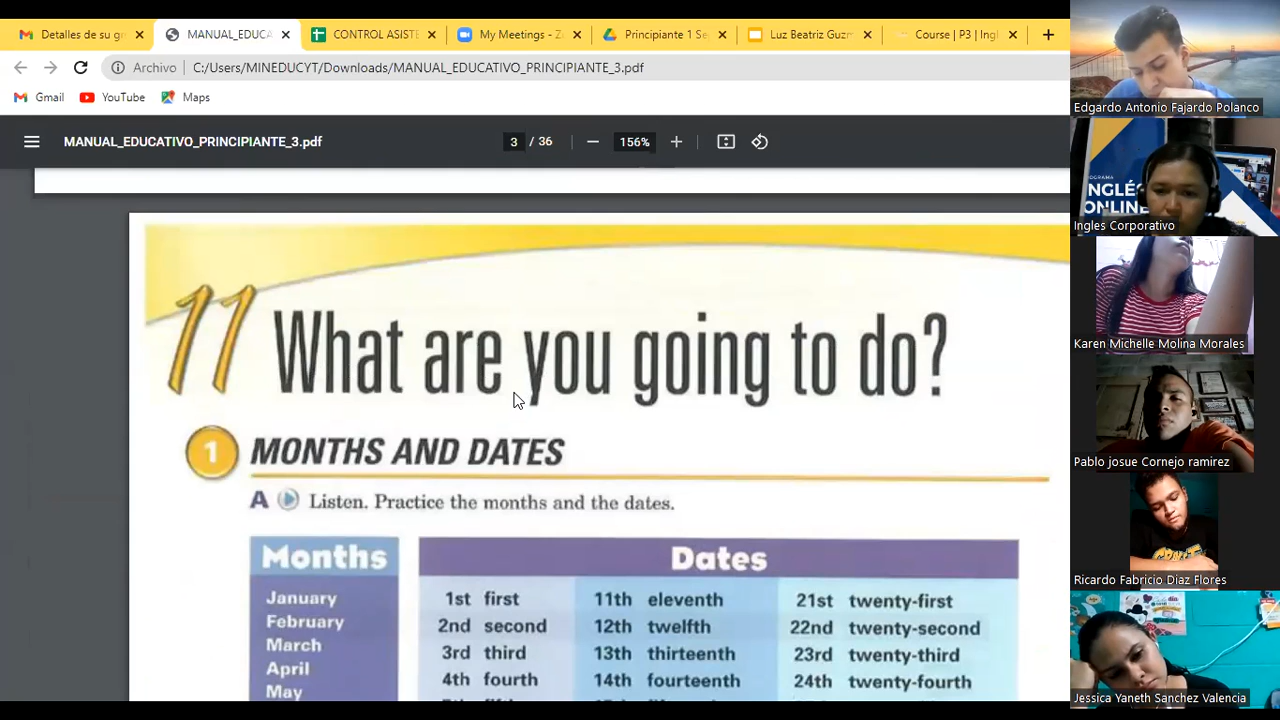 Detalles de su gr
MANUAL_EDUCA
CONTROL ASIST
My Meetings - Z
Principiante 1 Se
Luz Beatriz Guzm
Course | P3 | Ingl
Archivo | C:/Users/MINEDUCYT/Downloads/MANUAL_EDUCATIVO_PRINCIPIANTE_3.pdf
Gmail YouTube Maps
MANUAL_EDUCATIVO_PRINCIPIANTE_3.pdf
3 / 36
156%
11 What are you going to do?
1 MONTHS AND DATES
A Listen. Practice the months and the dates.
Months
January
February
March
April
May
Dates
1st first 11th eleventh 21st twenty-first
2nd second 12th twelfth 22nd twenty-second
3rd third 13th thirteenth 23rd twenty-third
4th fourth 14th fourteenth 24th twenty-fourth
Edgardo Antonio Fajardo Polanco
INGLÉS
ONLINE
Ingles Corporativo
Karen Michelle Molina Morales
Pablo josue Cornejo ramirez
Ricardo Fabricio Diaz Flores
Jessica Yaneth Sanchez Valencia